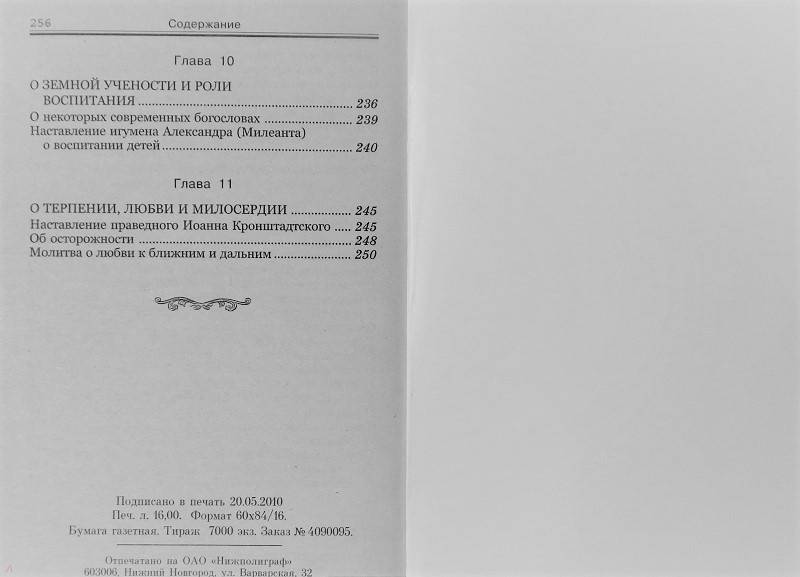 256 Содержание
Глава 10
О ЗЕМНОЙ УЧЕНОСТИ И РОЛИ
ВОСПИТАНИЯ ........................................ 236
О некоторых современных богословах ................ 239
Наставление игумена Александра (Милеанта)
о воспитании детей ................................... 240
Глава 11
О ТЕРПЕНИИ, ЛЮБВИ И МИЛОСЕРДИИ ........... 245
Наставление праведного Иоанна Кронштадтского ..... 245
Об осторожности ....................................... 248
Молитва о любви к ближним и дальним ................ 250
Подписано в печать 20.05.2010
Печ. л. 16,00. Формат 60х84/16.
Бумага газетная. Тираж 7000 экз. Заказ № 4090095.
Отпечатано на ОАО «Нижполиграф»
603006, Нижний Новгород, ул. Варварская, 32